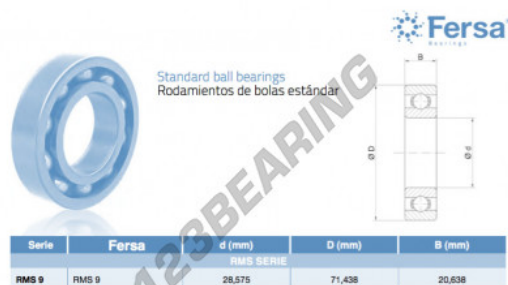 Fersa
Bearings
Standard ball bearings
Rodamientos de bolas estándar
B
Ø D
Ø d
123BEARING
Serie Fersa d (mm) D (mm) B (mm)
RMS SERIE
RMS 9 RMS 9 28,575 71,438 20,638